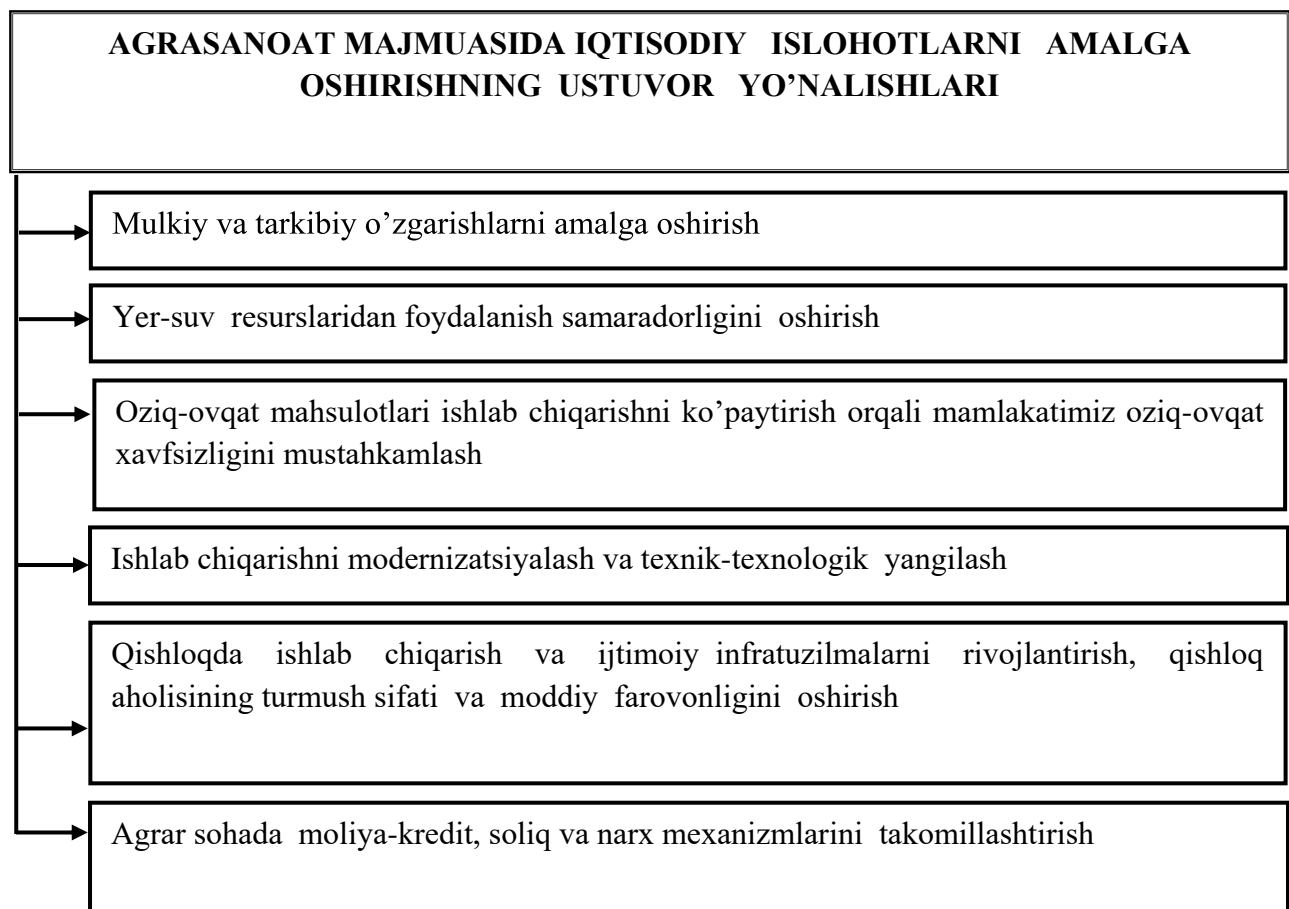 AGRASANOAT MAJMUASIDA IQTISODIY ISLOHOTLARNI AMALGA
OSHIRISHNING USTUVOR YO’NALISHLARI
Mulkiy va tarkibiy o’zgarishlarni amalga oshirish
Yer-suv resurslaridan foydalanish samaradorligini oshirish
Oziq-ovqat mahsulotlari ishlab chiqarishni ko’paytirish orqali mamlakatimiz oziq-ovqat
xavfsizligini mustahkamlash
Ishlab chiqarishni modernizatsiyalash va texnik-texnologik yangilash
Qishloqda ishlab chiqarish va ijtimoiy infratuzilmalarni rivojlantirish, qishloq
aholisining turmush sifati va moddiy farovonligini oshirish
Agrar sohada moliya-kredit, soliq va narx mexanizmlarini takomillashtirish